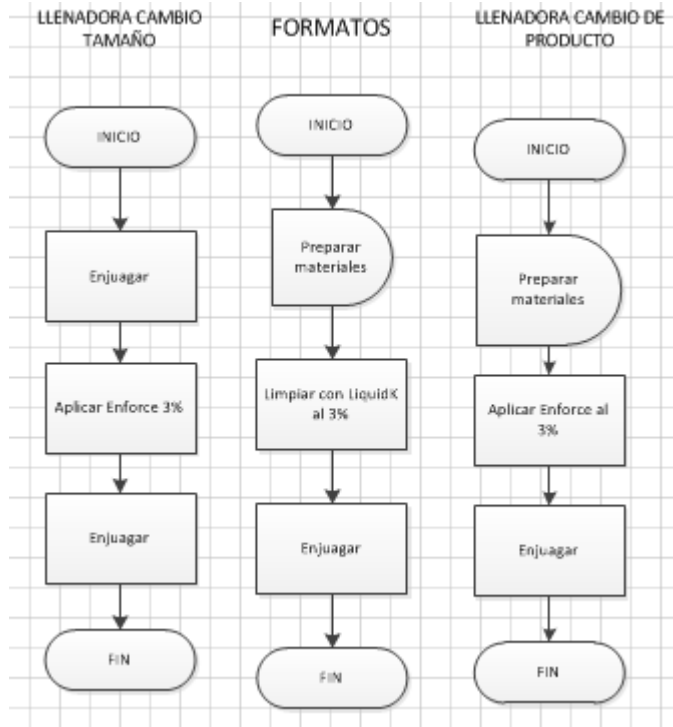 LLENADORA CAMBIO
TAMAÑO
INICIO
Enjuagar
Aplicar Enforce 3%
Enjuagar
FIN
FORMATOS
INICIO
Preparar
materiales
Limpiar con LiquidK
al 3%
Enjuagar
FIN
LLENADORA CAMBIO DE
PRODUCTO
INICIO
Preparar
materiales
Aplicar Enforce al
3%
Enjuagar
FIN